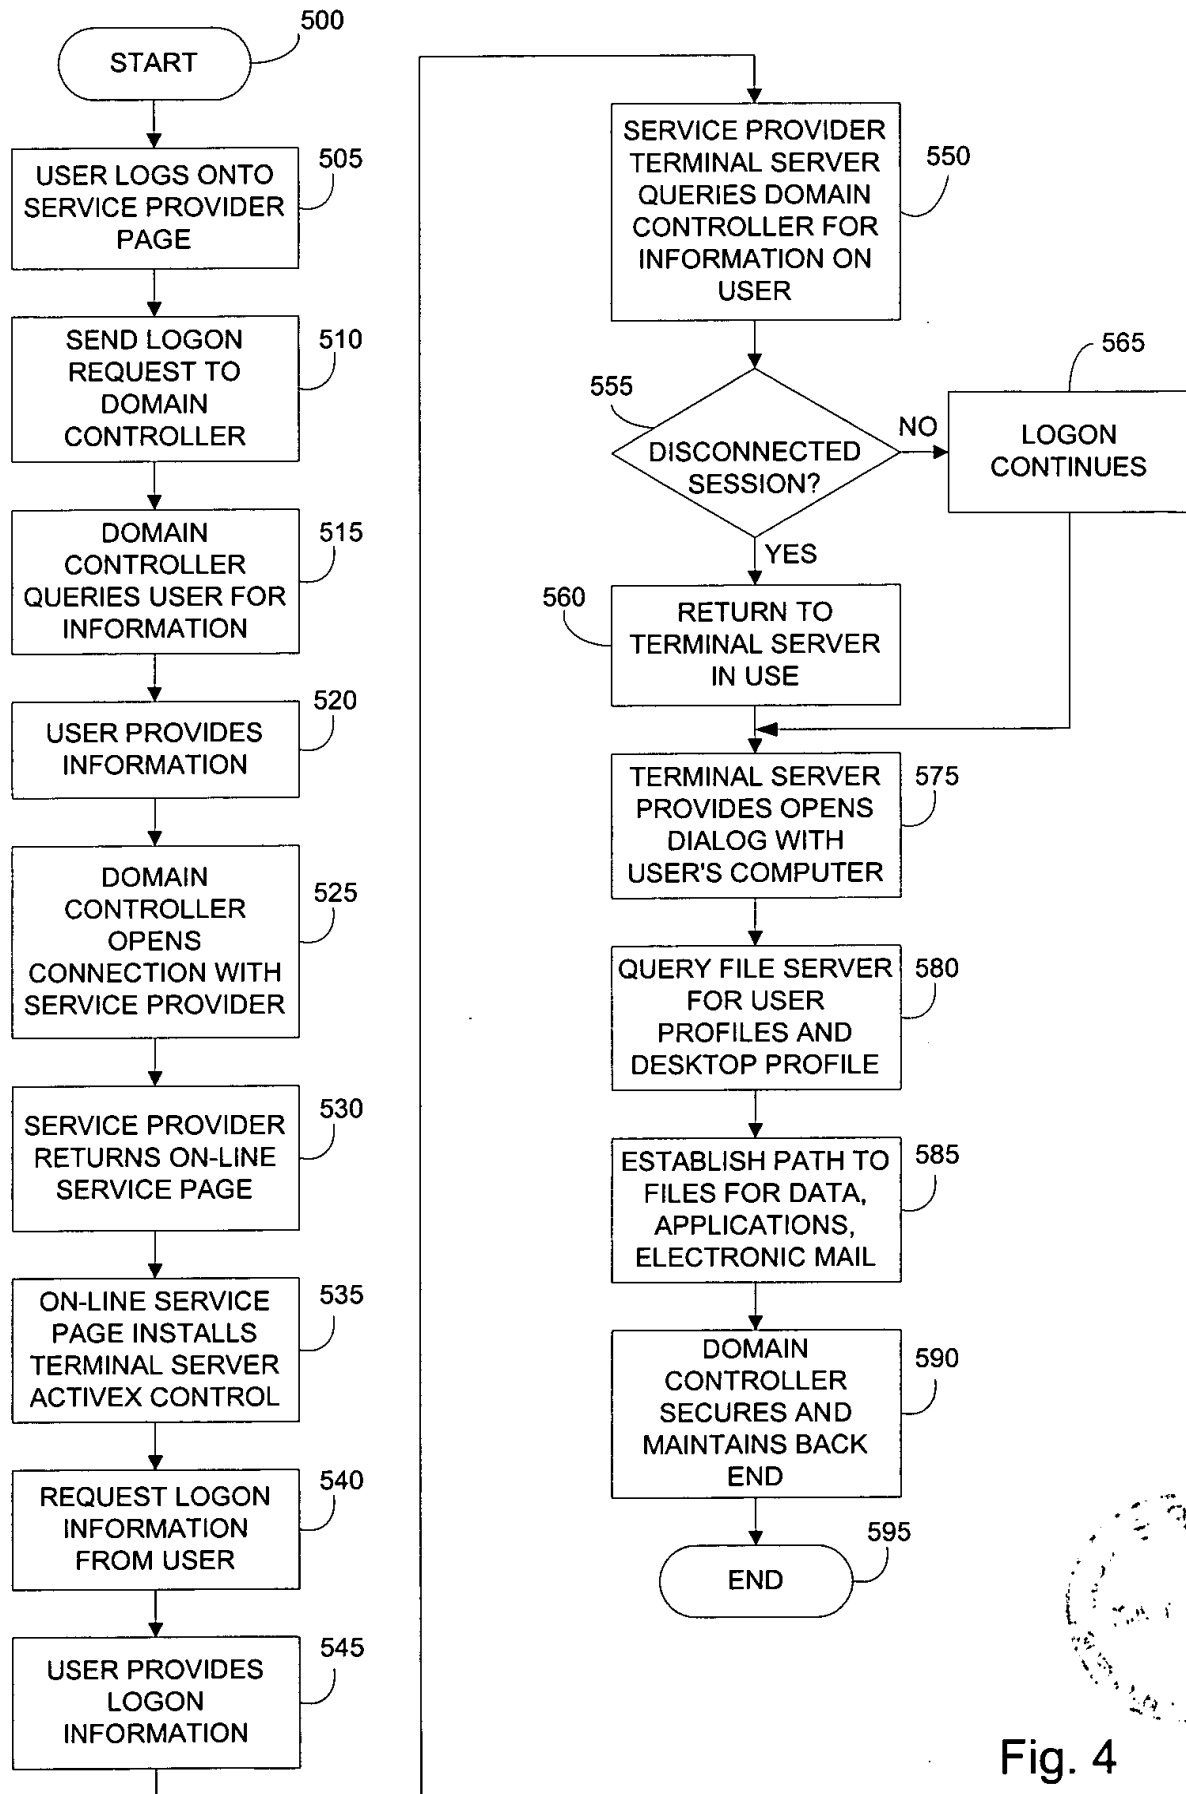 500
START
505
USER LOGS ONTO
SERVICE PROVIDER
PAGE
510
SEND LOGON
REQUEST TO
DOMAIN
CONTROLLER
515
DOMAIN
CONTROLLER
QUERIES USER FOR
INFORMATION
520
USER PROVIDES
INFORMATION
525
DOMAIN
CONTROLLER
OPENS
CONNECTION WITH
SERVICE PROVIDER
530
SERVICE PROVIDER
RETURNS ON-LINE
SERVICE PAGE
535
ON-LINE SERVICE
PAGE INSTALLS
TERMINAL SERVER
ACTIVEX CONTROL
540
REQUEST LOGON
INFORMATION
FROM USER
545
USER PROVIDES
LOGON
INFORMATION
550
SERVICE PROVIDER
TERMINAL SERVER
QUERIES DOMAIN
CONTROLLER FOR
INFORMATION ON
USER
555
DISCONNECTED
SESSION?
NO
565
LOGON
CONTINUES
YES
560
RETURN TO
TERMINAL SERVER
IN USE
575
TERMINAL SERVER
PROVIDES OPENS
DIALOG WITH
USER'S COMPUTER
580
QUERY FILE SERVER
FOR USER
PROFILES AND
DESKTOP PROFILE
585
ESTABLISH PATH TO
FILES FOR DATA,
APPLICATIONS,
ELECTRONIC MAIL
590
DOMAIN
CONTROLLER
SECURES AND
MAINTAINS BACK
END
595
END
Fig. 4